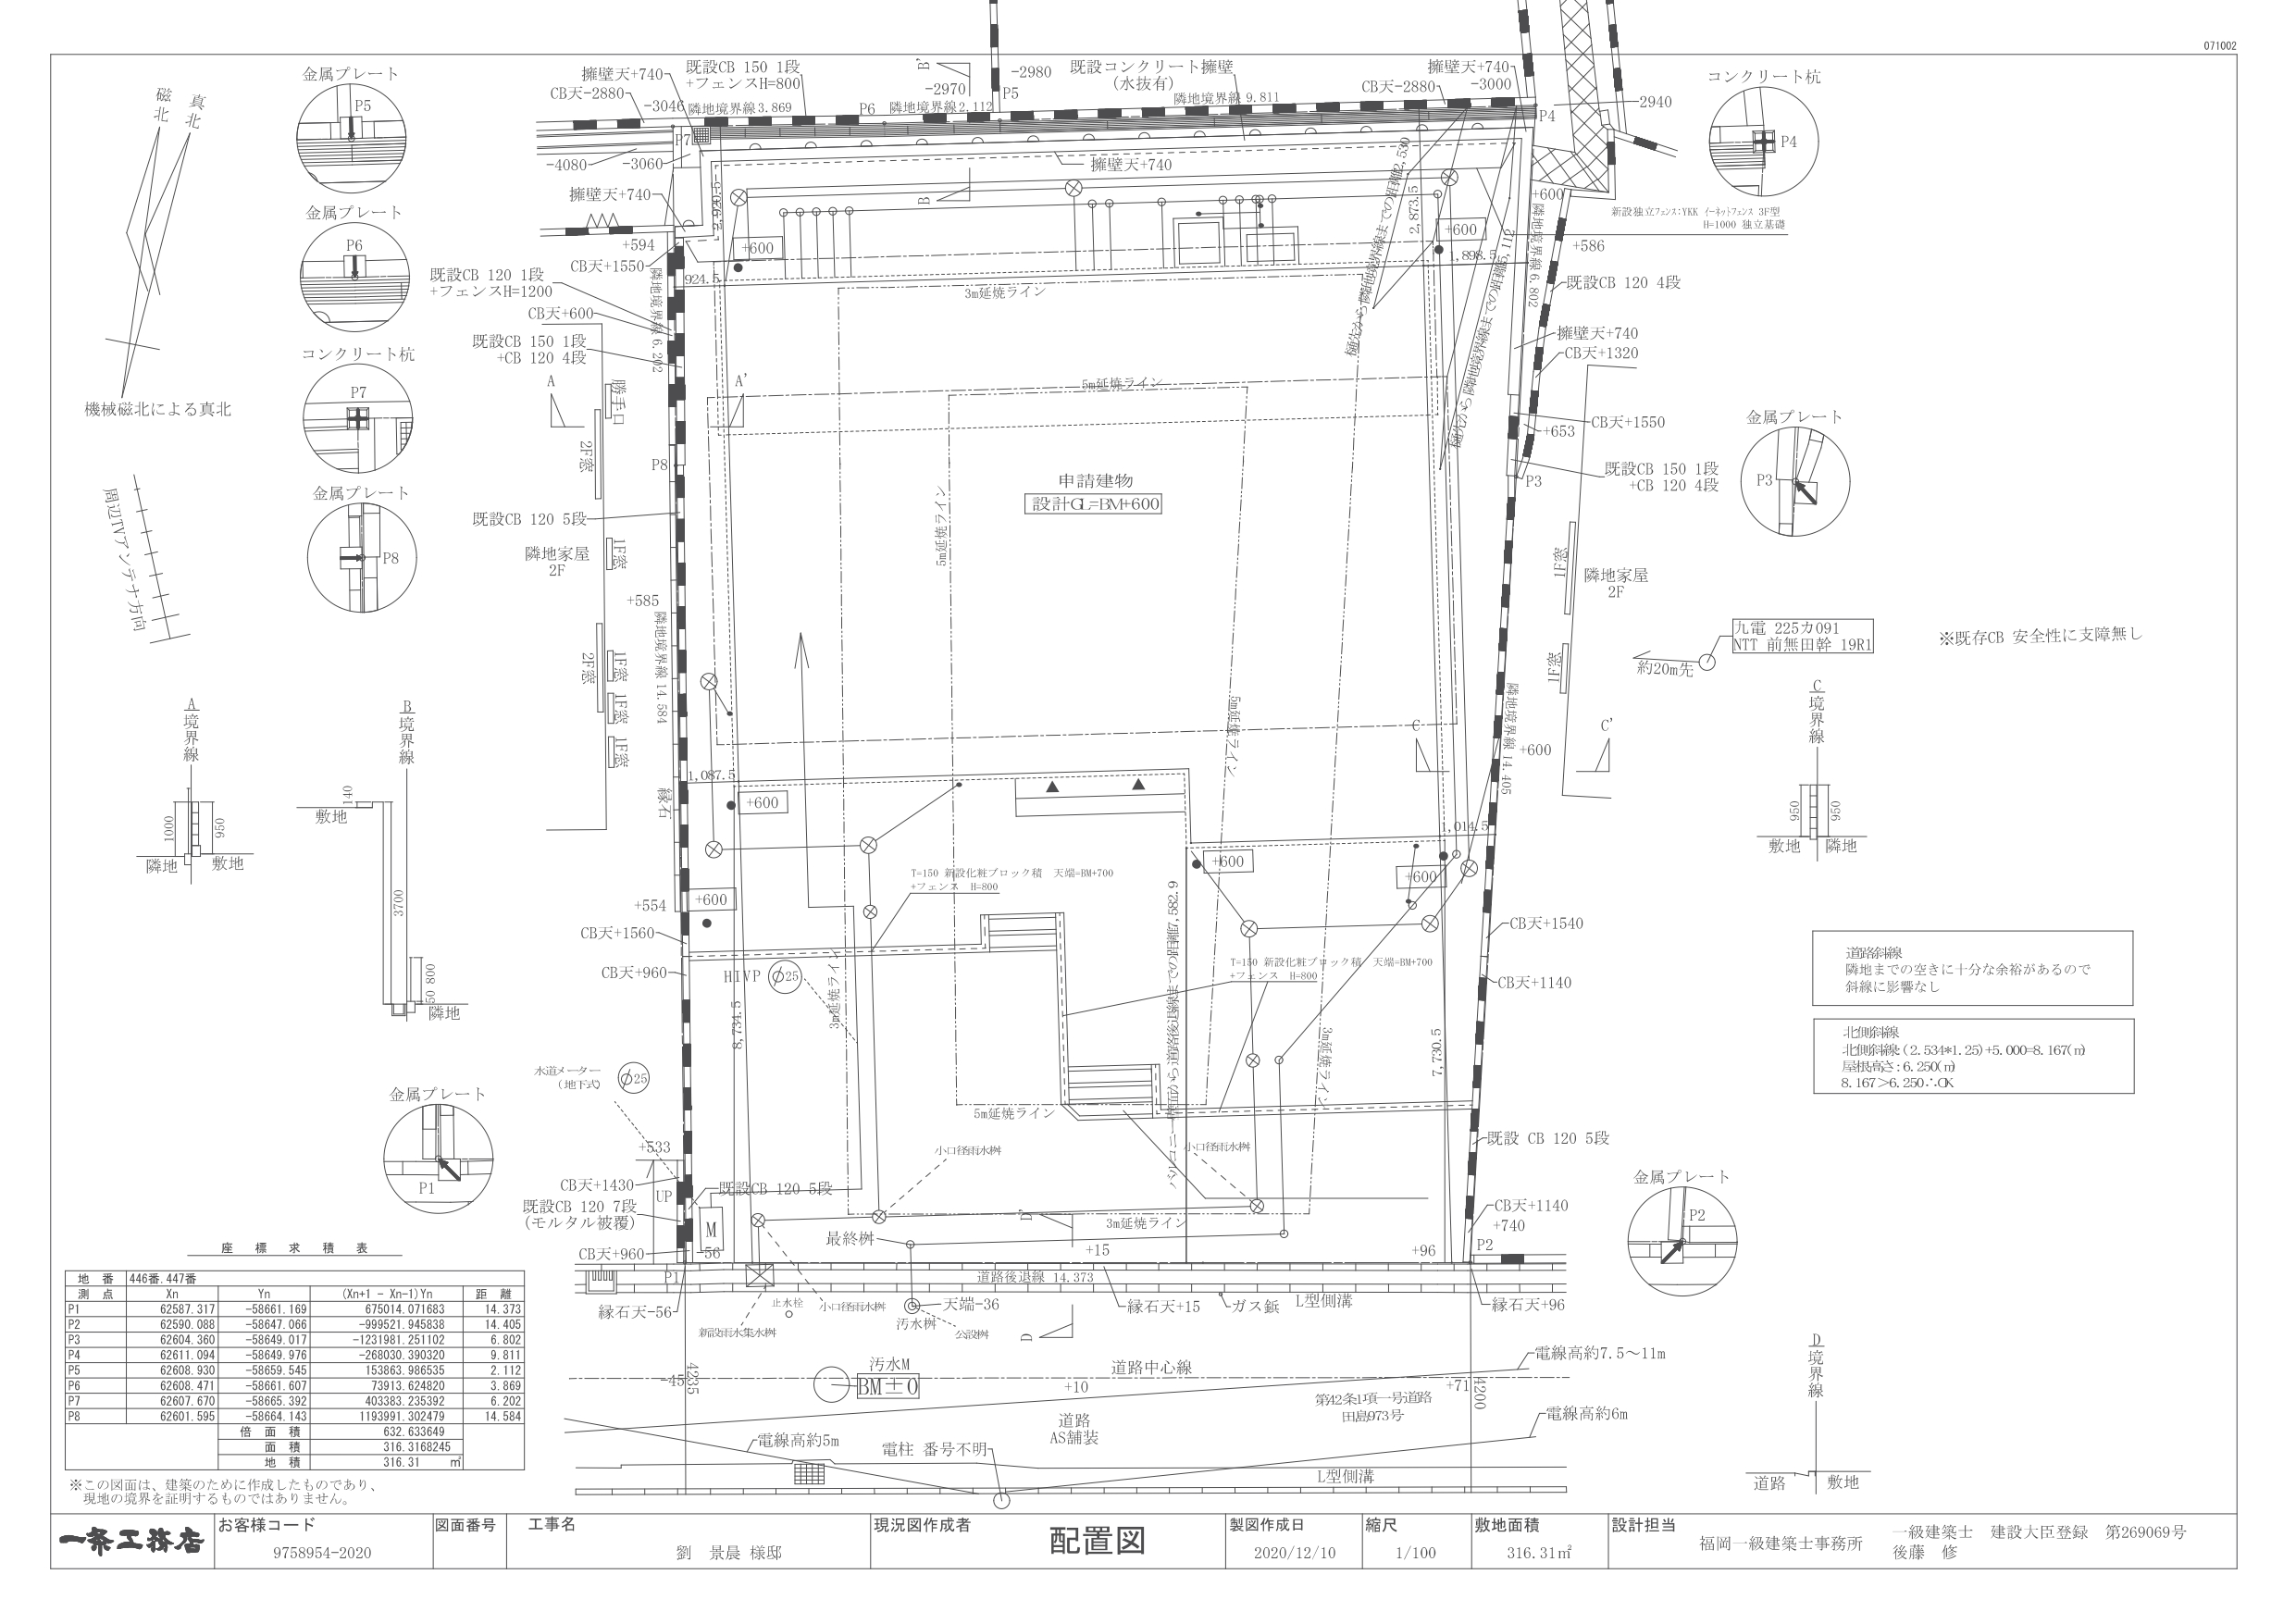 071002
磁北
真北
機械磁北による真北
周辺TVアンテナ方向
金属プレート
P5
金属プレート
P6
コンクリート杭
P7
金属プレート
P8
擁壁天+740
CB天-2880
-3046
既設CB 150 1段
+フェンスH=800
隣地境界線3.869
P6
隣地境界線2.112
B'
-2970
-2980
P5
既設コンクリート擁壁
(水抜有)
隣地境界線 9.811
擁壁天+740
CB天-2880
-3000
P4
-2940
コンクリート杭
P4
P7
-4080
-3060
擁壁天+740
擁壁天+740
B
+594
CB天+1550
2,920.5
+600
924.5
既設CB 120 1段
+フェンスH=1200
CB天+600
既設CB 150 1段
+CB 120 4段
隣地境界線 6.202
3m延焼ライン
2,873.5
+600
1,898.5
+600
隣地境界線 6.802
新設独立フェンス:YKK イーネットフェンス 3F型
H=1000 独立基礎
+586
既設CB 120 4段
擁壁天+740
CB天+1320
CB天+1550
+653
既設CB 150 1段
+CB 120 4段
P3
金属プレート
P3
A
A'
勝手口
2F窓
P8
既設CB 120 5段
隣地家屋
2F
1F窓
+585
隣地境界線 14.584
2F窓
1F窓
1F窓
1F窓
縁石
5m延焼ライン
5m延焼ライン
申請建物
設計GL=BM+600
5m延焼ライン
1F窓
隣地家屋
2F
1F窓
九電 225カ091
NTT 前無田幹 19R1
約20m先
※既存CB 安全性に支障無し
隣地境界線 14.405
C
C'
+600
A
境界線
1000
950
隣地
敷地
B
境界線
140
敷地
3700
800
50
隣地
C
境界線
950
950
敷地
隣地
1,087.5
+600
1,014.5
+600
+600
+600
+554
CB天+1560
CB天+960
T=150 新設化粧ブロック積 天端=BM+700
+フェンス H=800
HIVP
φ25
3m延焼ライン
8,734.5
T=150 新設化粧ブロック積 天端=BM+700
+フェンス H=800
3m延焼ライン
7,730.5
CB天+1540
CB天+1140
道路斜線
隣地までの空きに十分な余裕があるので
斜線に影響なし
北側斜線
北側斜線:(2.534*1.25)+5.000=8.167(m)
屋根高さ:6.250(m)
8.167>6.250∴OK
水道メーター
(地下式)
φ25
+533
5m延焼ライン
小口径雨水桝
小口径雨水桝
既設 CB 120 5段
金属プレート
P1
CB天+1430
既設CB 120 7段
(モルタル被覆)
UP
既設CB 120 5段
M
-56
CB天+960
P1
最終桝
D'
3m延焼ライン
+15
+96
P2
CB天+1140
+740
金属プレート
P2
道路後退線 14.373
縁石天-56
止水栓
小口径雨水桝
新設雨水集水桝
天端-36
汚水桝
公設桝
縁石天+15
ガス鋲
L型側溝
縁石天+96
D
4235
-45
汚水M
BM±0
+10
道路中心線
+71
4200
電線高約7.5~11m
第42条1項一号道路
田島973号
道路
AS舗装
電線高約6m
電線高約5m
電柱 番号不明
L型側溝
D
境界線
道路
敷地
座標求積表
地番 446番.447番
測点 Xn Yn (Xn+1 - Xn-1)Yn 距離
P1 62587.317 -58661.169 675014.071683 14.373
P2 62590.088 -58647.066 -999521.945838 14.405
P3 62604.360 -58649.017 -1231981.251102 6.802
P4 62611.094 -58649.976 -268030.390320 9.811
P5 62608.930 -58659.545 153863.986535 2.112
P6 62608.471 -58661.607 73913.624820 3.869
P7 62607.670 -58665.392 403383.235392 6.202
P8 62601.595 -58664.143 1193991.302479 14.584
倍面積 632.633649
面積 316.3168245
地積 316.31 ㎡
※この図面は、建築のために作成したものであり、
現地の境界を証明するものではありません。
一条工務店
お客様コード
9758954-2020
図面番号
工事名
劉 景晨 様邸
現況図作成者
配置図
製図作成日
2020/12/10
縮尺
1/100
敷地面積
316.31㎡
設計担当
福岡一級建築士事務所
一級建築士 建設大臣登録 第269069号
後藤 修